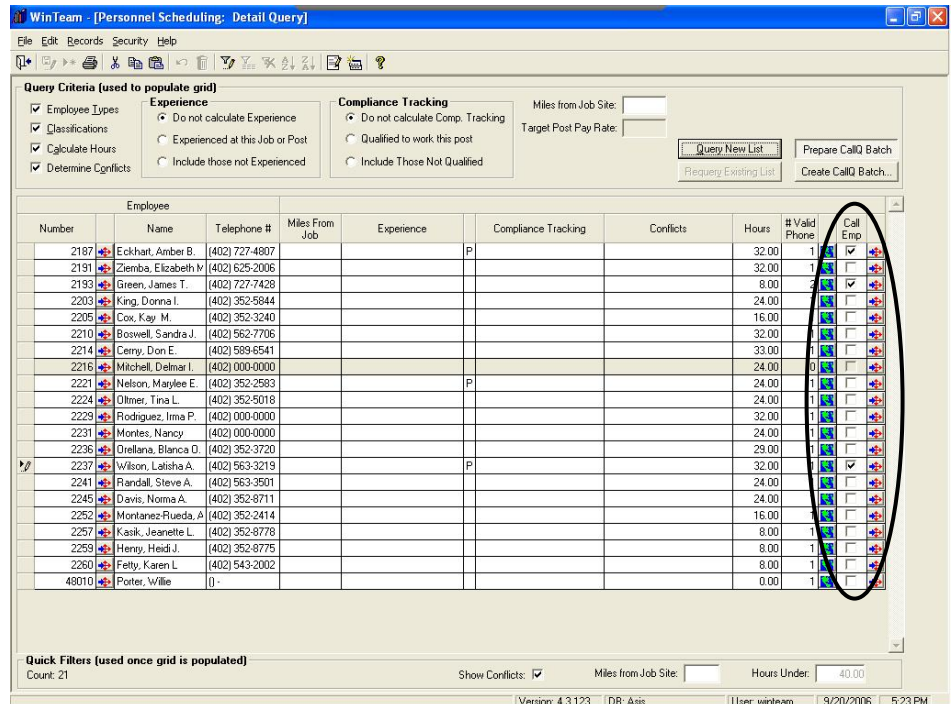 WinTeam - [Personnel Scheduling: Detail Query]
File Edit Records Security Help
Query Criteria (used to populate grid)
Employee Types
Classifications
Calculate Hours
Determine Conflicts
Experience
Do not calculate Experience
Experienced at this Job or Post
Include those not Experienced
Compliance Tracking
Do not calculate Comp. Tracking
Qualified to work this post
Include Those Not Qualified
Miles from Job Site:
Target Post Pay Rate:
Query New List
Prepare CallQ Batch
Requery Existing List
Create CallQ Batch...
Employee
Number Name Telephone # Miles From Job Experience Compliance Tracking Conflicts Hours # Valid Phone Call Emp
2187 Eckhart, Amber B. (402) 727-4807 P 32.00 1
2191 Ziemba, Elizabeth M (402) 625-2006 32.00 1
2193 Green, James T. (402) 727-7428 8.00 2
2203 King, Donna I. (402) 352-5844 24.00 1
2205 Cox, Kay M. (402) 352-3240 16.00
2210 Boswell, Sandra J. (402) 562-7706 32.00
2214 Cerny, Don E. (402) 589-6541 33.00
2216 Mitchell, Delmar I. (402) 000-0000 24.00 0
2221 Nelson, Marylee E. (402) 352-2583 P 24.00 1
2224 Oltmer, Tina L. (402) 352-5018 24.00 1
2229 Rodriguez, Irma P. (402) 000-0000 32.00 1
2231 Montes, Nancy (402) 000-0000 24.00 1
2236 Orellana, Blanca O. (402) 352-3720 29.00 1
2237 Wilson, Latisha A. (402) 563-3219 P 32.00
2241 Randall, Steve A. (402) 563-3501 24.00
2245 Davis, Norma A. (402) 352-8711 24.00
2252 Montanez-Rueda, A (402) 352-2414 16.00
2257 Kasik, Jeanette L. (402) 352-8778 8.00 1
2259 Henry, Heidi J. (402) 352-8775 8.00 1
2260 Fetty, Karen L (402) 543-2002 8.00 1
48010 Porter, Willie () - 0.00 1
Quick Filters (used once grid is populated)
Count: 21
Show Conflicts:
Miles from Job Site:
Hours Under: 40.00
Version: 4.3.123 DB: Asis User: winteam 9/20/2006 5:23 PM